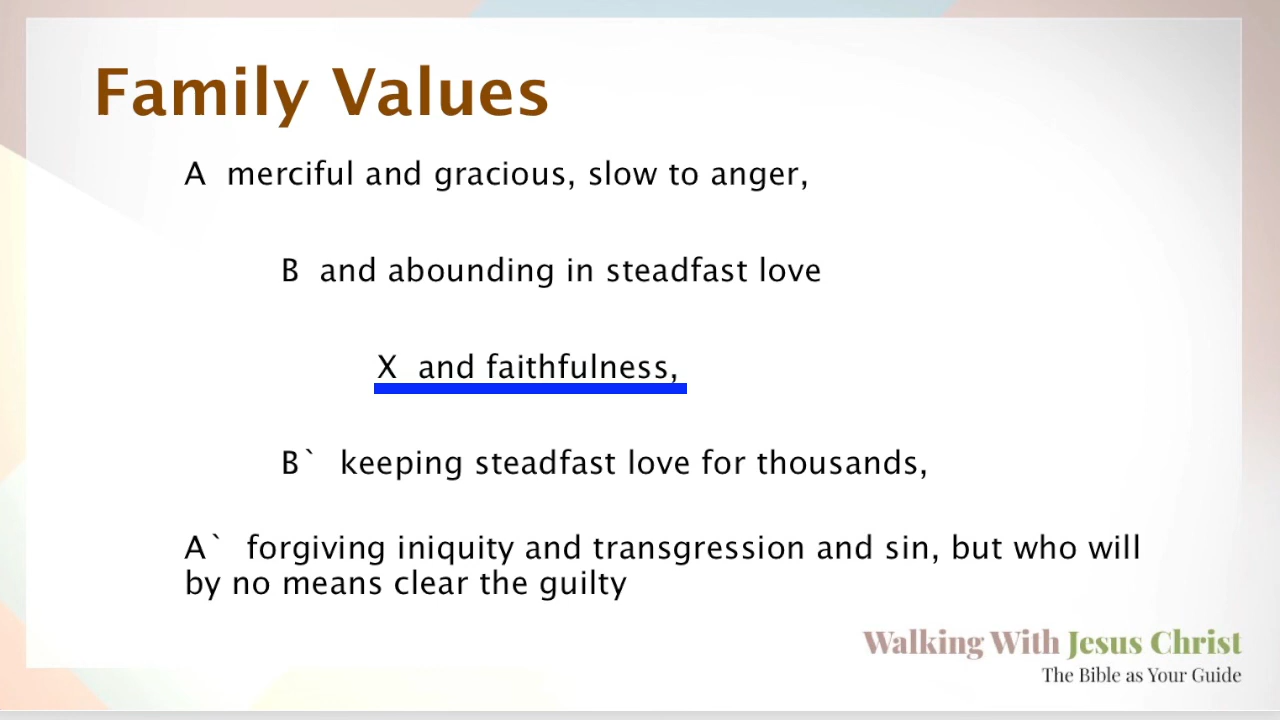 Family Values
A merciful and gracious, slow to anger,
B and abounding in steadfast love
X and faithfulness,
B` keeping steadfast love for thousands,
A` forgiving iniquity and transgression and sin, but who will
by no means clear the guilty
Walking With Jesus Christ
The Bible as Your Guide